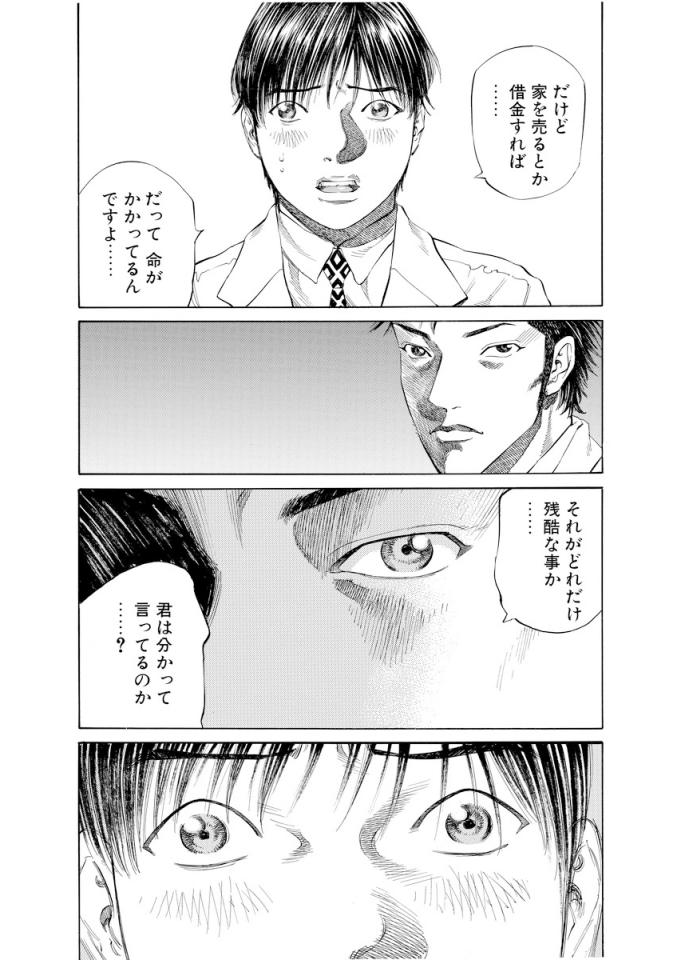 だけど
家を売るとか
借金すれば
……
だって 命が
かかってるん
ですよ……
それがどれだけ
残酷な事か
……
君は分かって
言ってるのか
……?